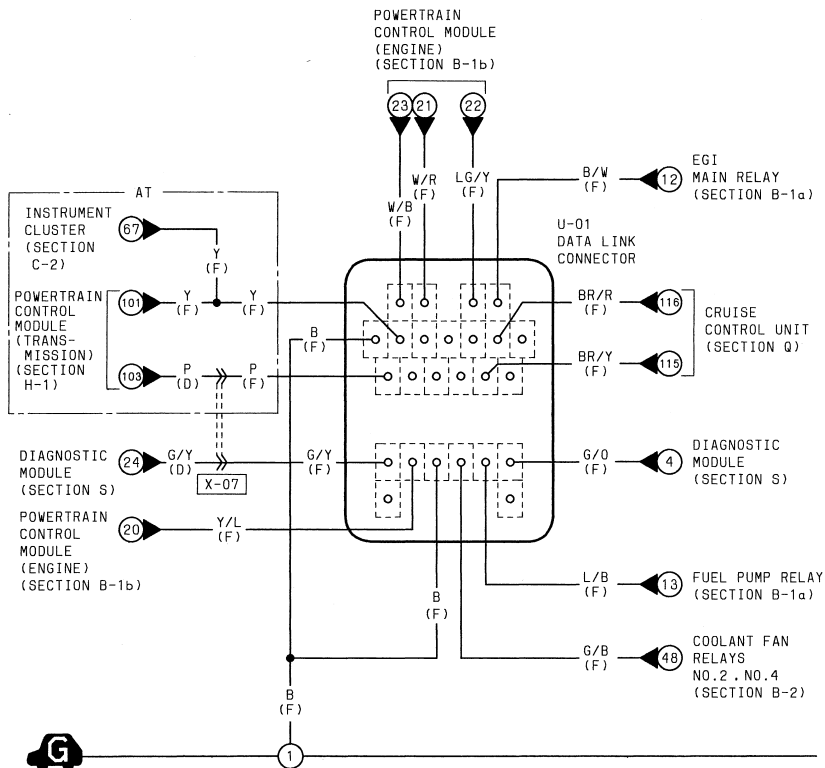 POWERTRAIN
CONTROL MODULE
(ENGINE)
(SECTION B-1b)
23
21
22
W/B
(F)
W/R
(F)
LG/Y
(F)
B/W
(F)
12
EGI
MAIN RELAY
(SECTION B-1a)
AT
INSTRUMENT
CLUSTER
(SECTION
C-2)
67
Y
(F)
U-01
DATA LINK
CONNECTOR
POWERTRAIN
CONTROL
MODULE
(TRANS-
MISSION)
(SECTION
H-1)
101
Y
(F)
Y
(F)
103
P
(D)
P
(F)
B
(F)
BR/R
(F)
116
BR/Y
(F)
115
CRUISE
CONTROL UNIT
(SECTION Q)
DIAGNOSTIC
MODULE
(SECTION S)
24
G/Y
(D)
X-07
G/Y
(F)
G/O
(F)
4
DIAGNOSTIC
MODULE
(SECTION S)
POWERTRAIN
CONTROL
MODULE
(ENGINE)
(SECTION B-1b)
20
Y/L
(F)
B
(F)
L/B
(F)
13
FUEL PUMP RELAY
(SECTION B-1a)
G/B
(F)
48
COOLANT FAN
RELAYS
NO.2 , NO.4
(SECTION B-2)
B
(F)
G
1